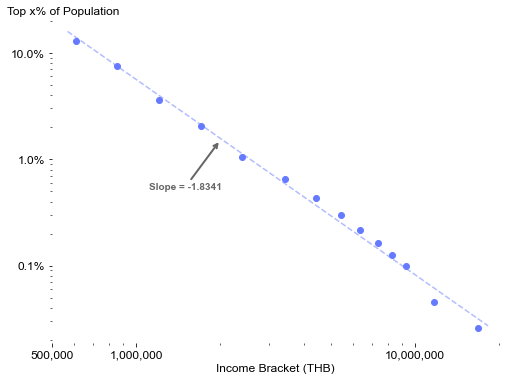 Top x% of Population
10.0%
1.0%
Slope = -1.8341
0.1%
500,000
1,000,000
10,000,000
Income Bracket (THB)